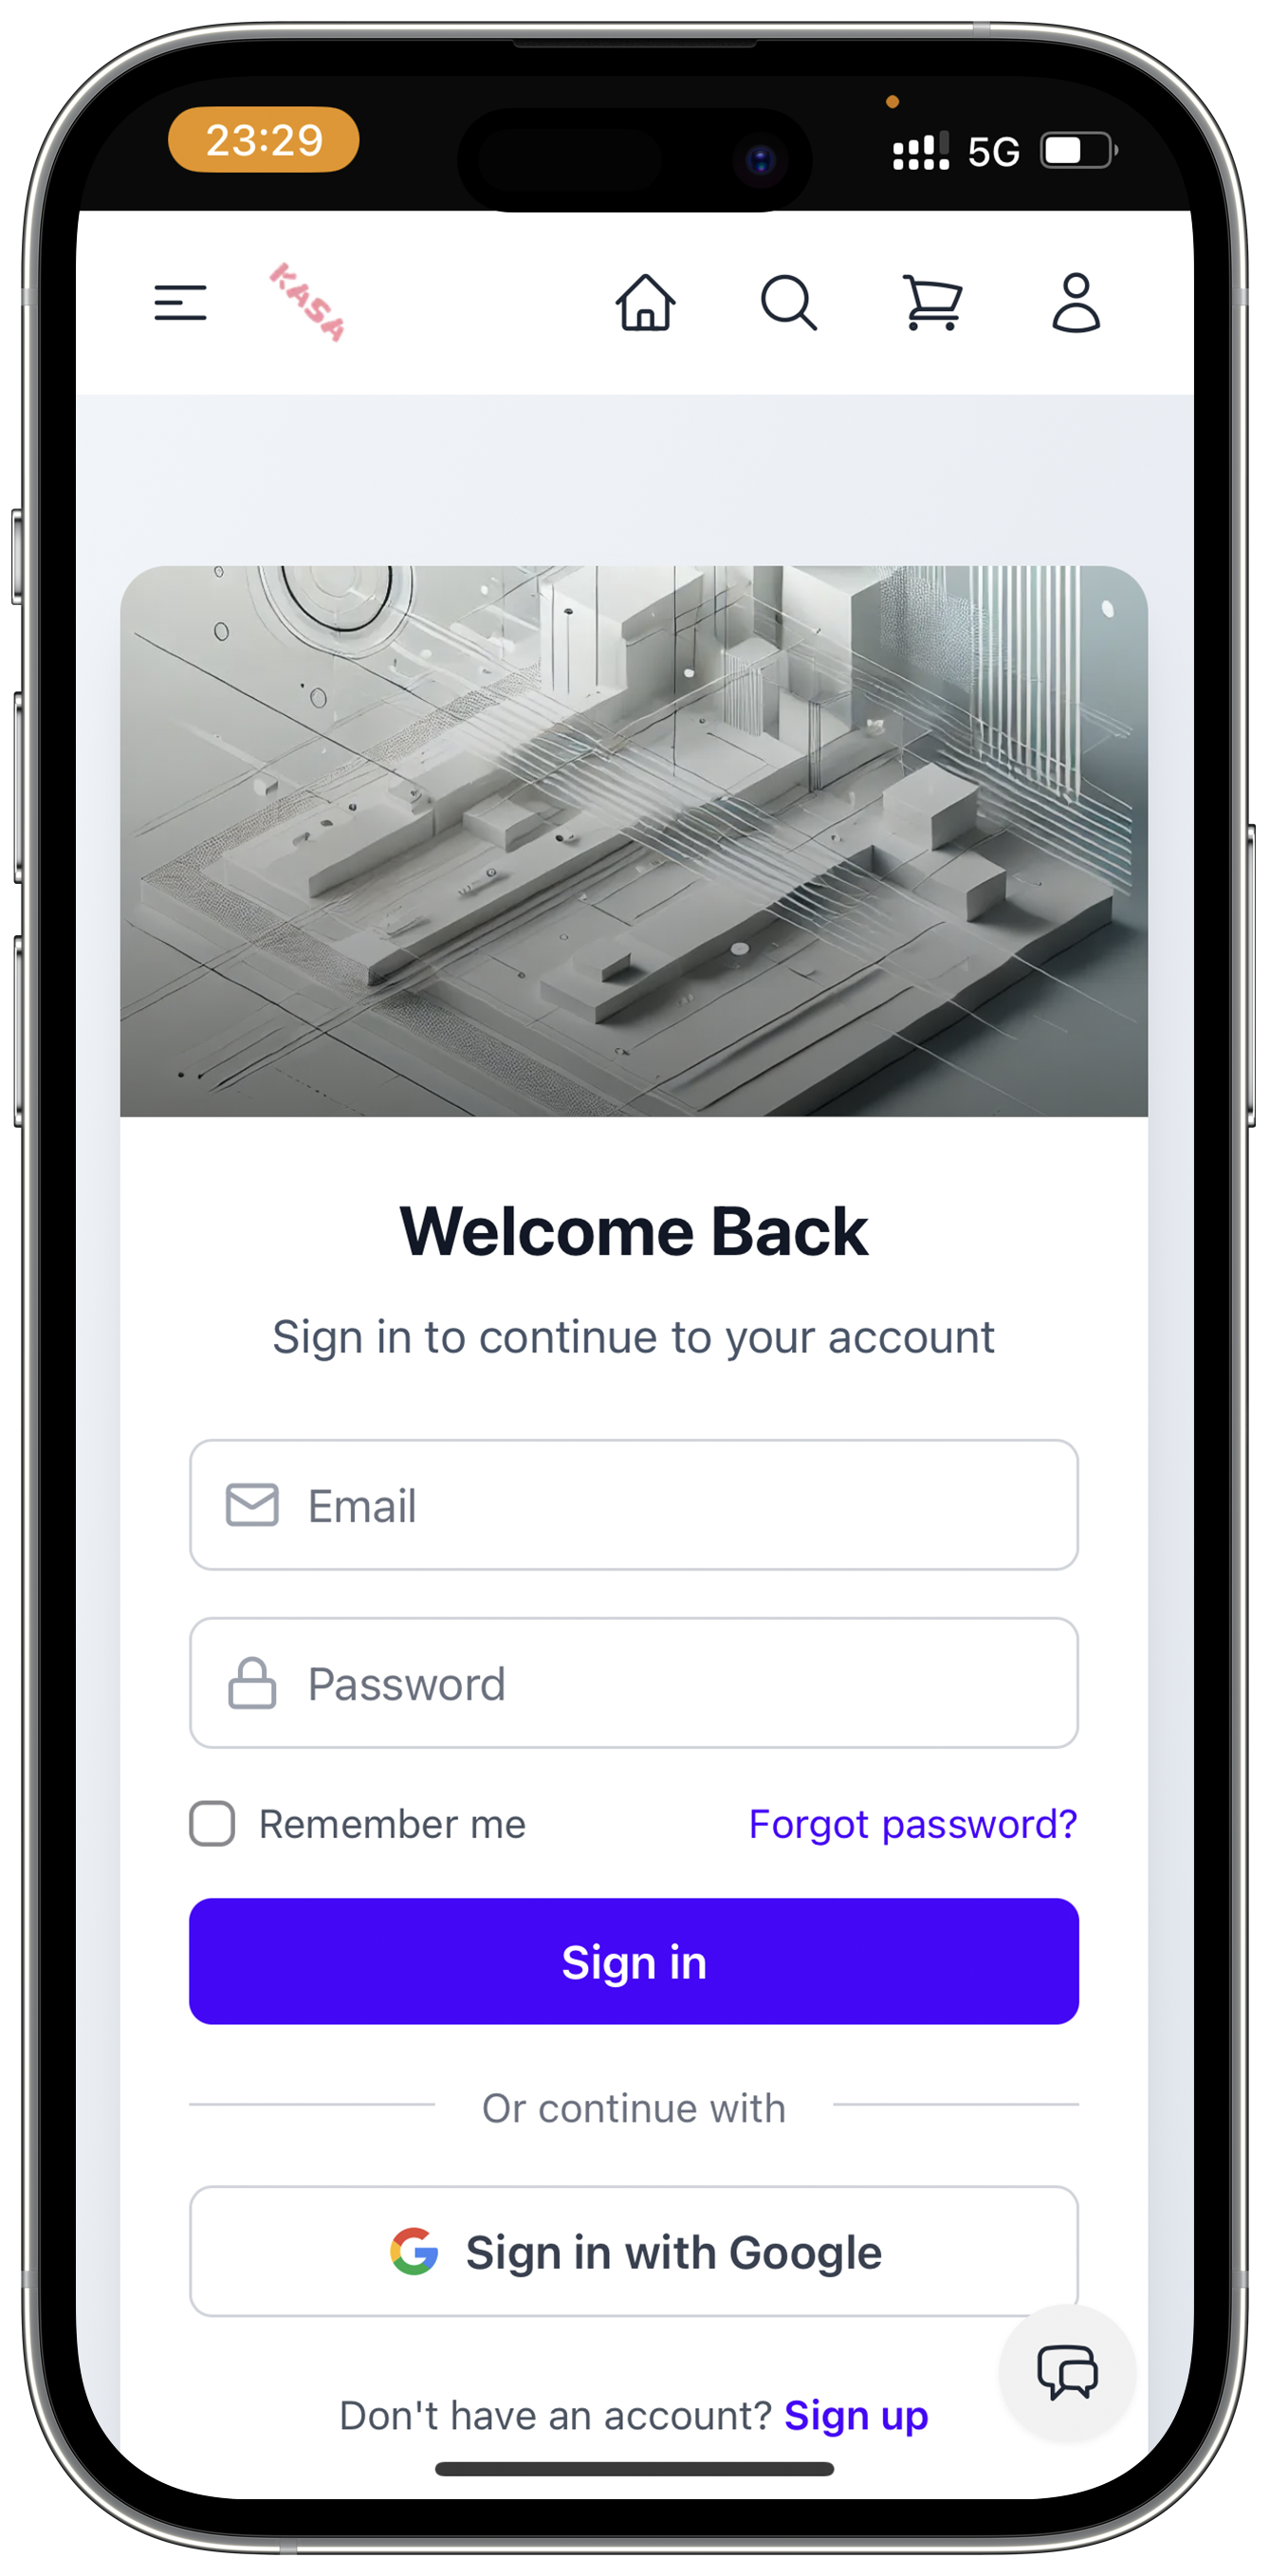 23:29
5G
KASA
Welcome Back
Sign in to continue to your account
Email
Password
Remember me
Forgot password?
Sign in
Or continue with
Sign in with Google
Don't have an account? Sign up